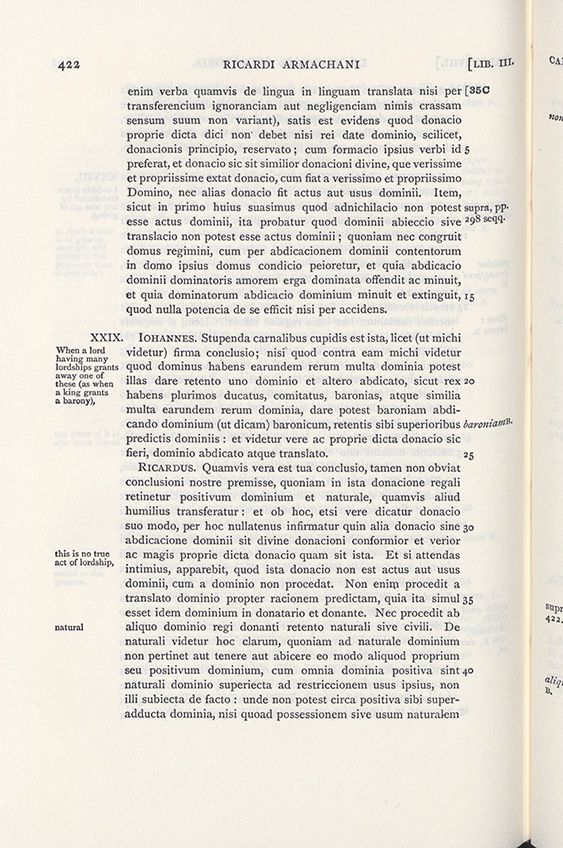 422
RICARDI ARMACHANI
[LIB. III.
enim verba quamvis de lingua in linguam translata nisi per [35C
transferencium ignoranciam aut negligenciam nimis crassam
sensum suum non variant), satis est evidens quod donacio
proprie dicta dici non debet nisi rei date dominio, scilicet,
donacionis principio, reservato; cum formacio ipsius verbi id 5
preferat, et donacio sic sit similior donacioni divine, que verissime
et propriissime extat donacio, cum fiat a verissimo et propriissimo
Domino, nec alias donacio fit actus aut usus dominii. Item,
sicut in primo huius suasimus quod adnichilacio non potest supra, pp.
esse actus dominii, ita probatur quod dominii abieccio sive 298 seqq.
translacio non potest esse actus dominii; quoniam nec congruit
domus regimini, cum per abdicacionem dominii contentorum
in domo ipsius domus condicio peioretur, et quia abdicacio
dominii dominatoris amorem erga dominata offendit ac minuit,
et quia dominatorum abdicacio dominium minuit et extinguit, 15
quod nulla potencia de se efficit nisi per accidens.
XXIX. IOHANNES. Stupenda carnalibus cupidis est ista, licet (ut michi
When a lord
having many
lordships grants
away one of
these (as when
a king grants
a barony),
videtur) firma conclusio; nisi quod contra eam michi videtur
quod dominus habens earundem rerum multa dominia potest
illas dare retento uno dominio et altero abdicato, sicut rex 20
habens plurimos ducatus, comitatus, baronias, atque similia
multa earundem rerum dominia, dare potest baroniam abdi-
cando dominium (ut dicam) baronicum, retentis sibi superioribus baroniam B.
predictis dominiis: et videtur vere ac proprie dicta donacio sic
fieri, dominio abdicato atque translato. 25
RICARDUS. Quamvis vera est tua conclusio, tamen non obviat
conclusioni nostre premisse, quoniam in ista donacione regali
retinetur positivum dominium et naturale, quamvis aliud
humilius transferatur: et ob hoc, etsi vere dicatur donacio
suo modo, per hoc nullatenus infirmatur quin alia donacio sine 30
abdicacione dominii sit divine donacioni conformior et verior
this is no true
act of lordship,
ac magis proprie dicta donacio quam sit ista. Et si attendas
intimius, apparebit, quod ista donacio non est actus aut usus
dominii, cum a dominio non procedat. Non enim procedit a
translato dominio propter racionem predictam, quia ita simul 35
esset idem dominium in donatario et donante. Nec procedit ab
natural
aliquo dominio regi donanti retento naturali sive civili. De
naturali videtur hoc clarum, quoniam ad naturale dominium
non pertinet aut tenere aut abicere eo modo aliquod proprium
seu positivum dominium, cum omnia dominia positiva sint 40
naturali dominio superiecta ad restriccionem usus ipsius, non
illi subiecta de facto: unde non potest circa positiva sibi super-
adducta dominia, nisi quoad possessionem sive usum naturalem
CA
non
supr
422.
aliq
B.